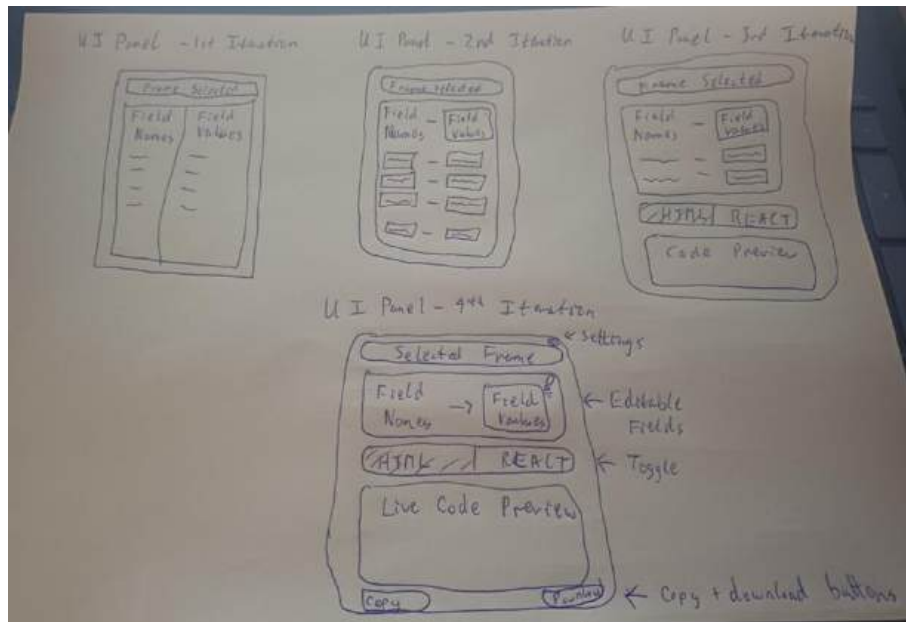 UI Panel - 1st Iteration
Frame Selected
Field Names
Field Values
UI Panel - 2nd Iteration
Frame selected
Field Names -
Field Values
UI Panel - 3rd Iteration
Frame Selected
Field Names -
Field Values
HTML
REACT
Code Preview
UI Panel - 4th Iteration
← Settings
Selected Frame
Field Names →
Field Values
← Editable Fields
HTML
REACT
← Toggle
Live Code Preview
Copy
Download
← Copy + download buttons